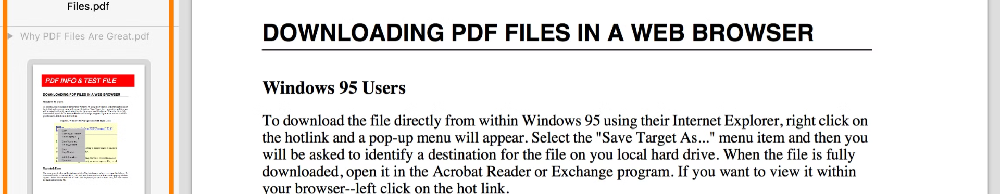 Files.pdf
Why PDF Files Are Great.pdf
PDF INFO & TEST FILE
DOWNLOADING PDF FILES IN A WEB BROWSER
Windows 95 Users
Macintosh Users
DOWNLOADING PDF FILES IN A WEB BROWSER
Windows 95 Users
To download the file directly from within Windows 95 using their Internet Explorer, right click on
the hotlink and a pop-up menu will appear. Select the "Save Target As..." menu item and then you
will be asked to identify a destination for the file on you local hard drive. When the file is fully
downloaded, open it in the Acrobat Reader or Exchange program. If you want to view it within
your browser--left click on the hot link.